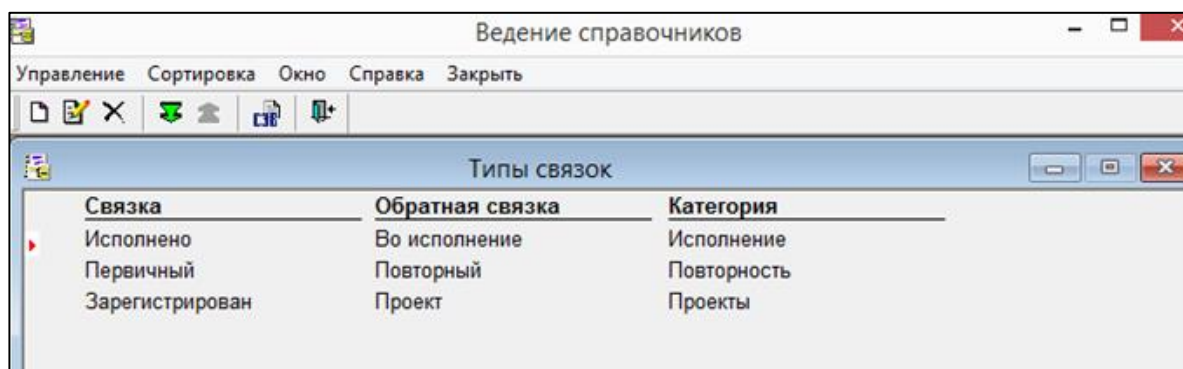 Ведение справочников
Управление Сортировка Окно Справка Закрыть
СЭВ
Типы связок
Связка Обратная связка Категория
Исполнено Во исполнение Исполнение
Первичный Повторный Повторность
Зарегистрирован Проект Проекты